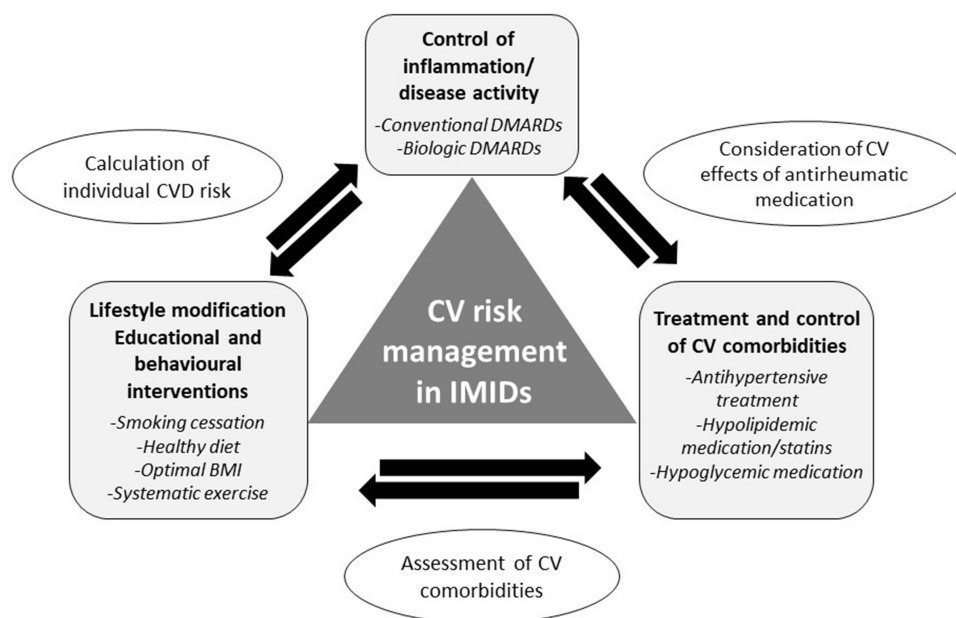 Control of
inflammation/
disease activity
-Conventional DMARDs
-Biologic DMARDs
Calculation of
individual CVD risk
Consideration of CV
effects of antirheumatic
medication
Lifestyle modification
Educational and
behavioural
interventions
-Smoking cessation
-Healthy diet
-Optimal BMI
-Systematic exercise
CV risk
management
in IMIDs
Treatment and control
of CV comorbidities
-Antihypertensive
treatment
-Hypolipidemic
medication/statins
-Hypoglycemic medication
Assessment of CV
comorbidities